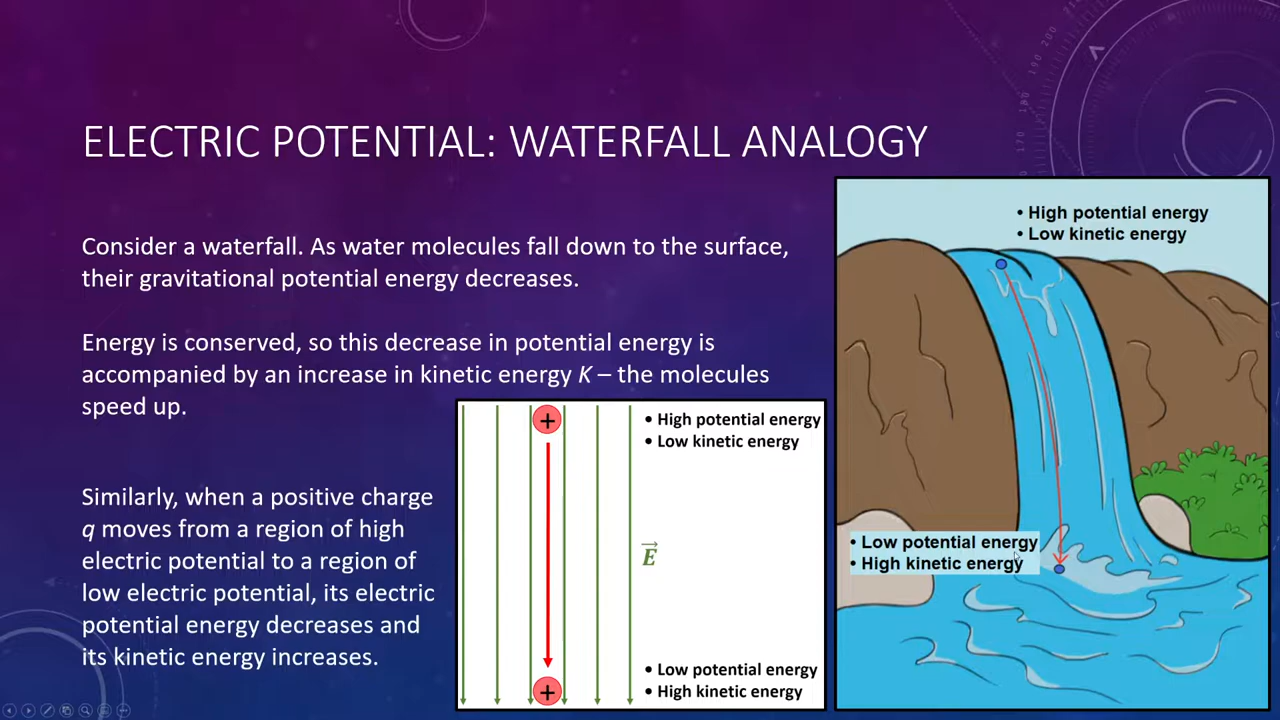 ELECTRIC POTENTIAL: WATERFALL ANALOGY
Consider a waterfall. As water molecules fall down to the surface,
their gravitational potential energy decreases.
Energy is conserved, so this decrease in potential energy is
accompanied by an increase in kinetic energy K – the molecules
speed up.
Similarly, when a positive charge
q moves from a region of high
electric potential to a region of
low electric potential, its electric
potential energy decreases and
its kinetic energy increases.
+
• High potential energy
• Low kinetic energy
E⃗
• Low potential energy
• High kinetic energy
+
• High potential energy
• Low kinetic energy
• Low potential energy
• High kinetic energy
170
190
200